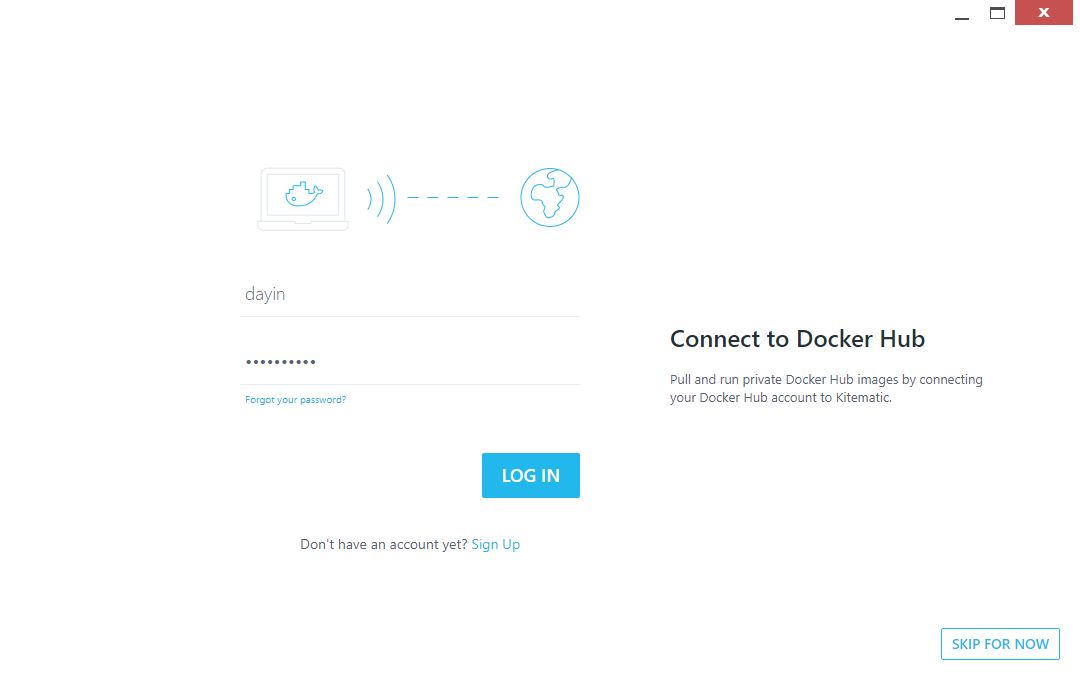 dayin
••••••••••
Forgot your password?
LOG IN
Don't have an account yet? Sign Up
Connect to Docker Hub
Pull and run private Docker Hub images by connecting
your Docker Hub account to Kitematic.
SKIP FOR NOW